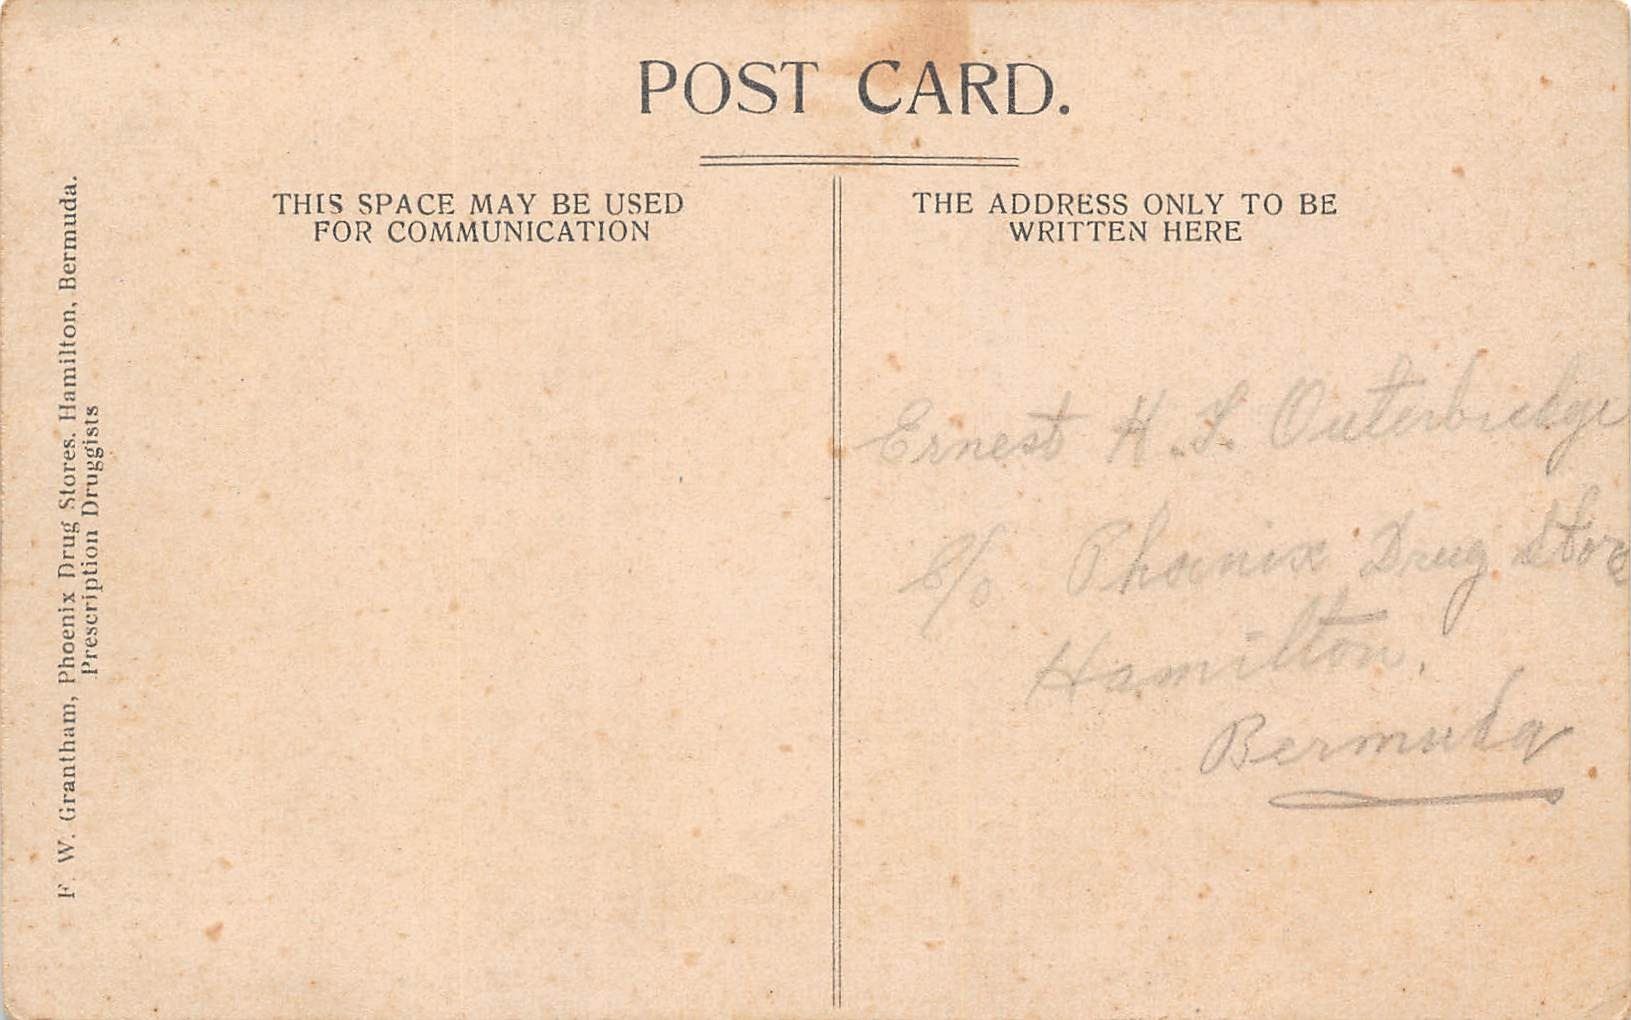 POST CARD.
THIS SPACE MAY BE USED
FOR COMMUNICATION
THE ADDRESS ONLY TO BE
WRITTEN HERE
F. W. Grantham, Phoenix Drug Stores, Hamilton, Bermuda.
Prescription Druggists
Ernest H. S. Outerbridge
c/o Phoenix Drug Store
Hamilton.
Bermuda